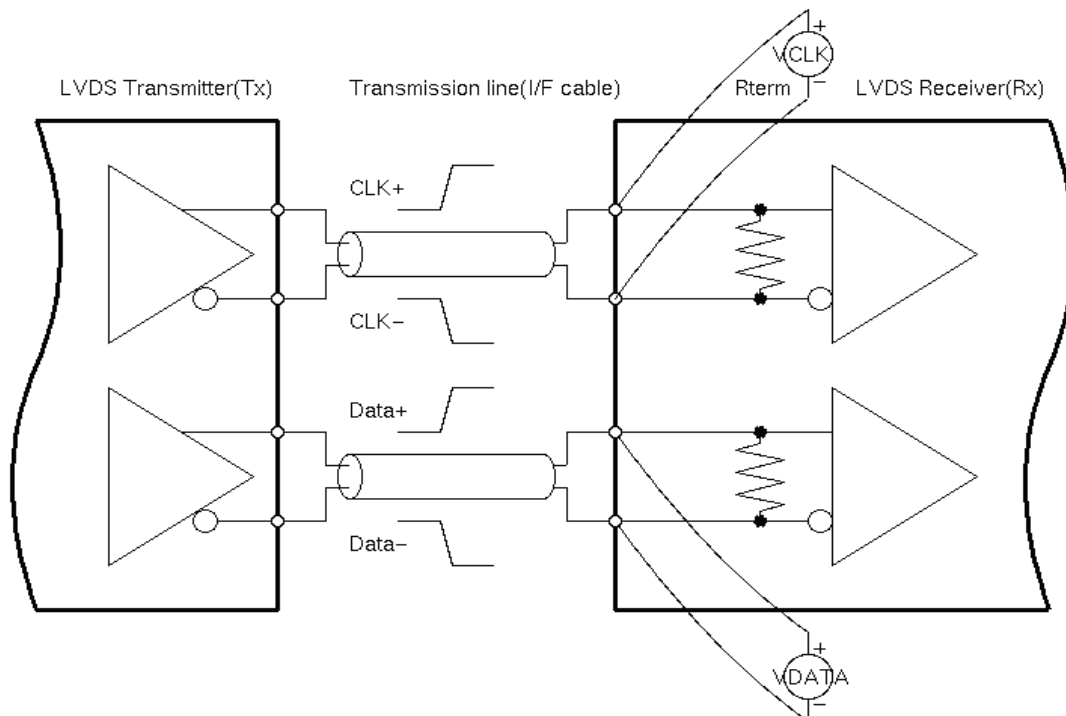 +
VCLK
−
LVDS Transmitter(Tx)
Transmission line(I/F cable)
Rterm
LVDS Receiver(Rx)
CLK+
CLK−
Data+
Data−
+
VDATA
−